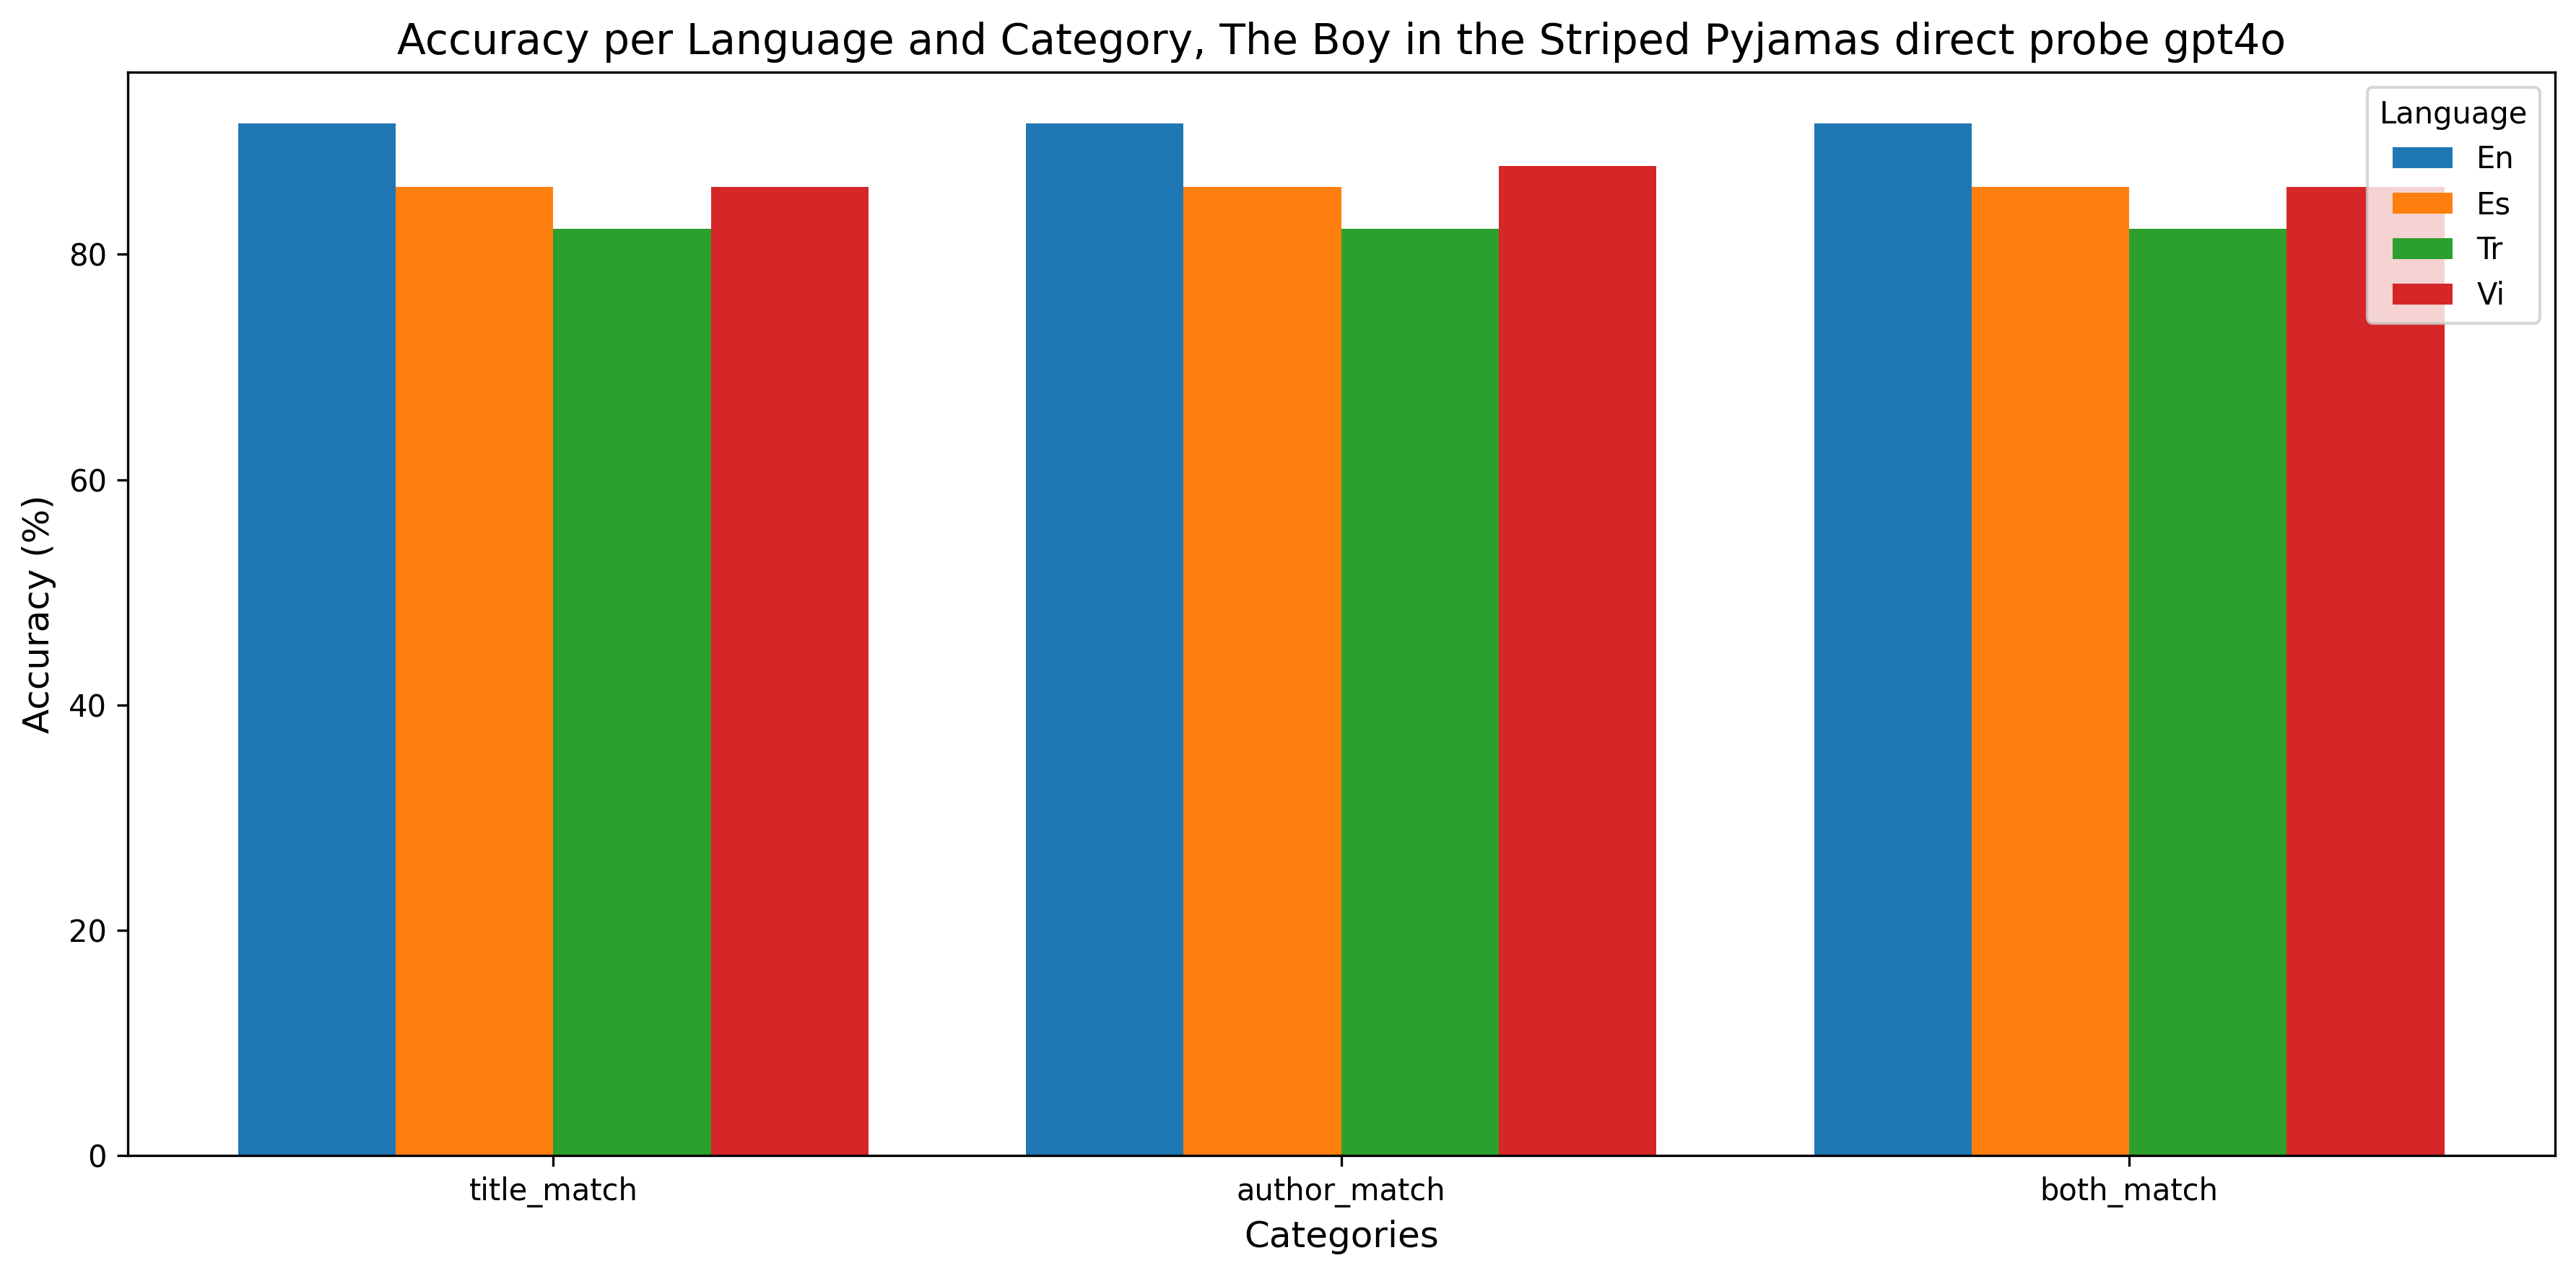 Accuracy per Language and Category, The Boy in the Striped Pyjamas direct probe gpt4o
Language
En
Es
Tr
Vi
Accuracy (%)
80
60
40
20
0
title_match
author_match
both_match
Categories